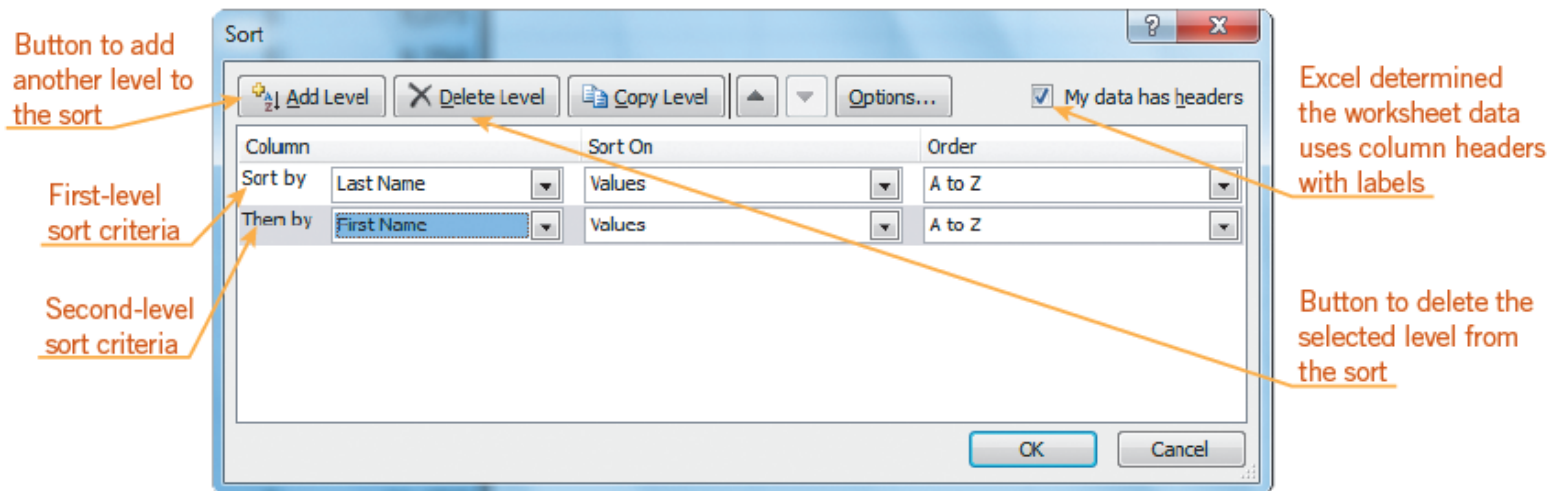 Button to add
another level to
the sort
First-level
sort criteria
Second-level
sort criteria
Sort
?
X
Add Level
Delete Level
Copy Level
Options...
My data has headers
Column
Sort On
Order
Sort by
Last Name
Values
A to Z
Then by
First Name
Values
A to Z
OK
Cancel
Excel determined
the worksheet data
uses column headers
with labels
Button to delete the
selected level from
the sort